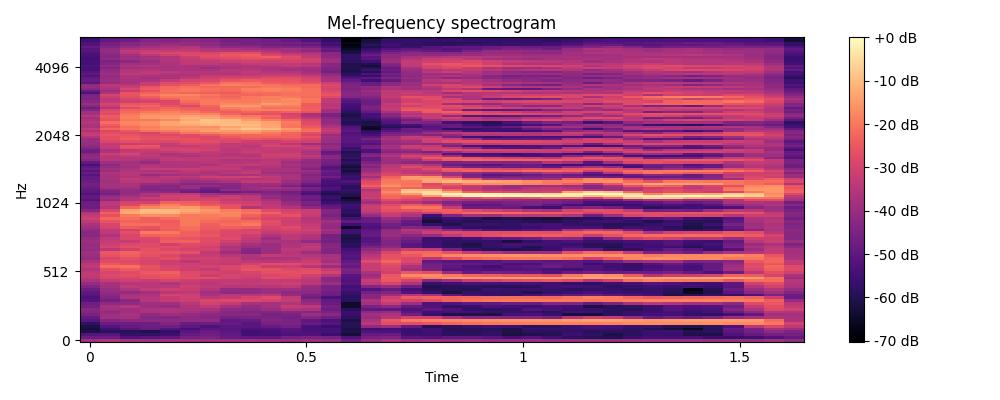 Mel-frequency spectrogram
+0 dB
4096
-10 dB
-20 dB
2048
Hz
-30 dB
1024
-40 dB
-50 dB
512
-60 dB
0
-70 dB
0 0.5 1 1.5
Time